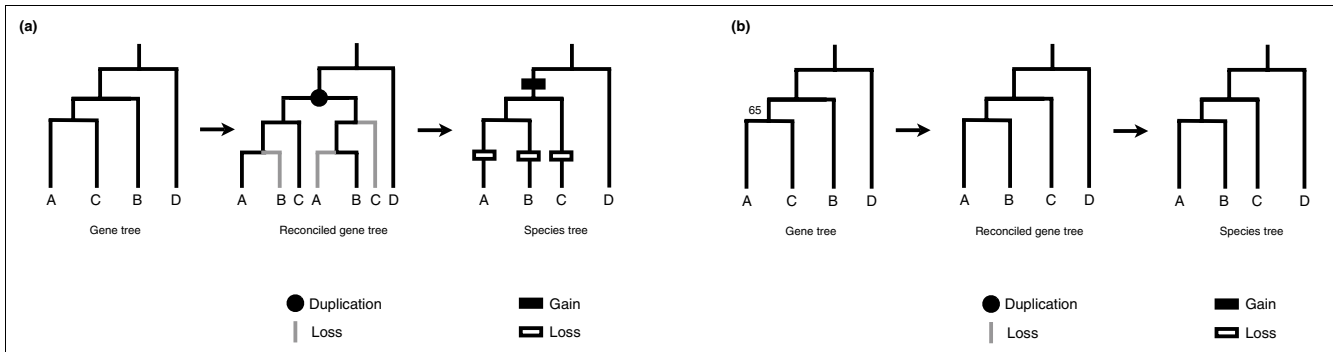 (a)
A C B D
Gene tree
A B C A B C D
Reconciled gene tree
A B C D
Species tree
Duplication
Loss
Gain
Loss
(b)
65
A C B D
Gene tree
A B C D
Reconciled gene tree
A B C D
Species tree
Duplication
Loss
Gain
Loss